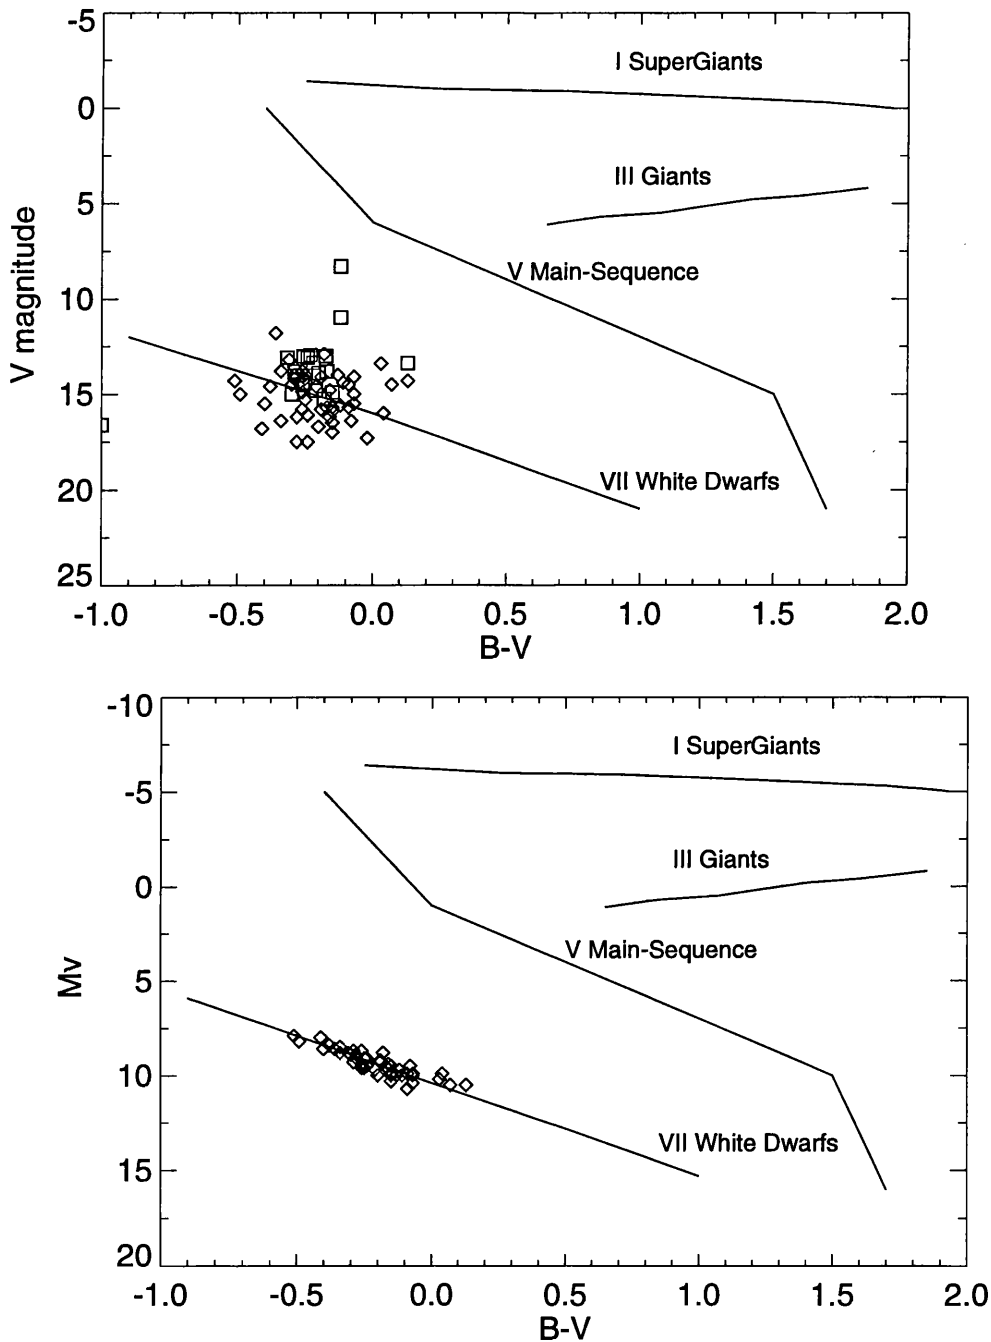 -5
I SuperGiants
0
III Giants
5
V magnitude
V Main-Sequence
10
15
VII White Dwarfs
20
25
-1.0 -0.5 0.0 0.5 1.0 1.5 2.0
B-V
-10
I SuperGiants
-5
III Giants
0
V Main-Sequence
Mv
5
10
VII White Dwarfs
15
20
-1.0 -0.5 0.0 0.5 1.0 1.5 2.0
B-V